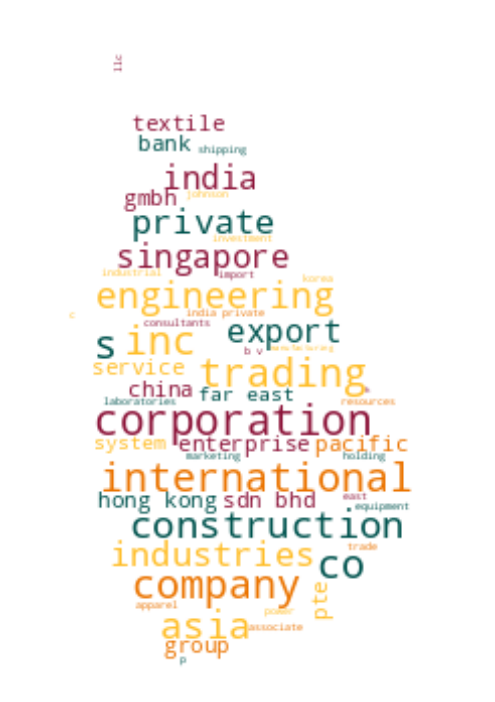 llc
textile
bank shipping
india
gmbh johnson
private
investment
singapore
industrial import
korea
engineering
c india private
consultants export
s inc b v manufacturing
service trading
china far east
laboratories resources
corporation
system enterprise pacific
marketing holding
international
hong kong sdn bhd east
equipment
construction
industries trade
co
company pte
apparel power
asia associate
group
p